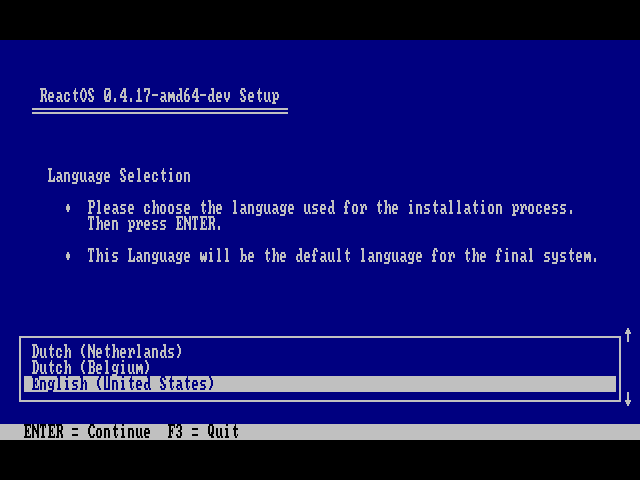 ReactOS 0.4.17-amd64-dev Setup
Language Selection
• Please choose the language used for the installation process.
Then press ENTER.
• This Language will be the default language for the final system.
Dutch (Netherlands)
Dutch (Belgium)
English (United States)
ENTER = Continue  F3 = Quit